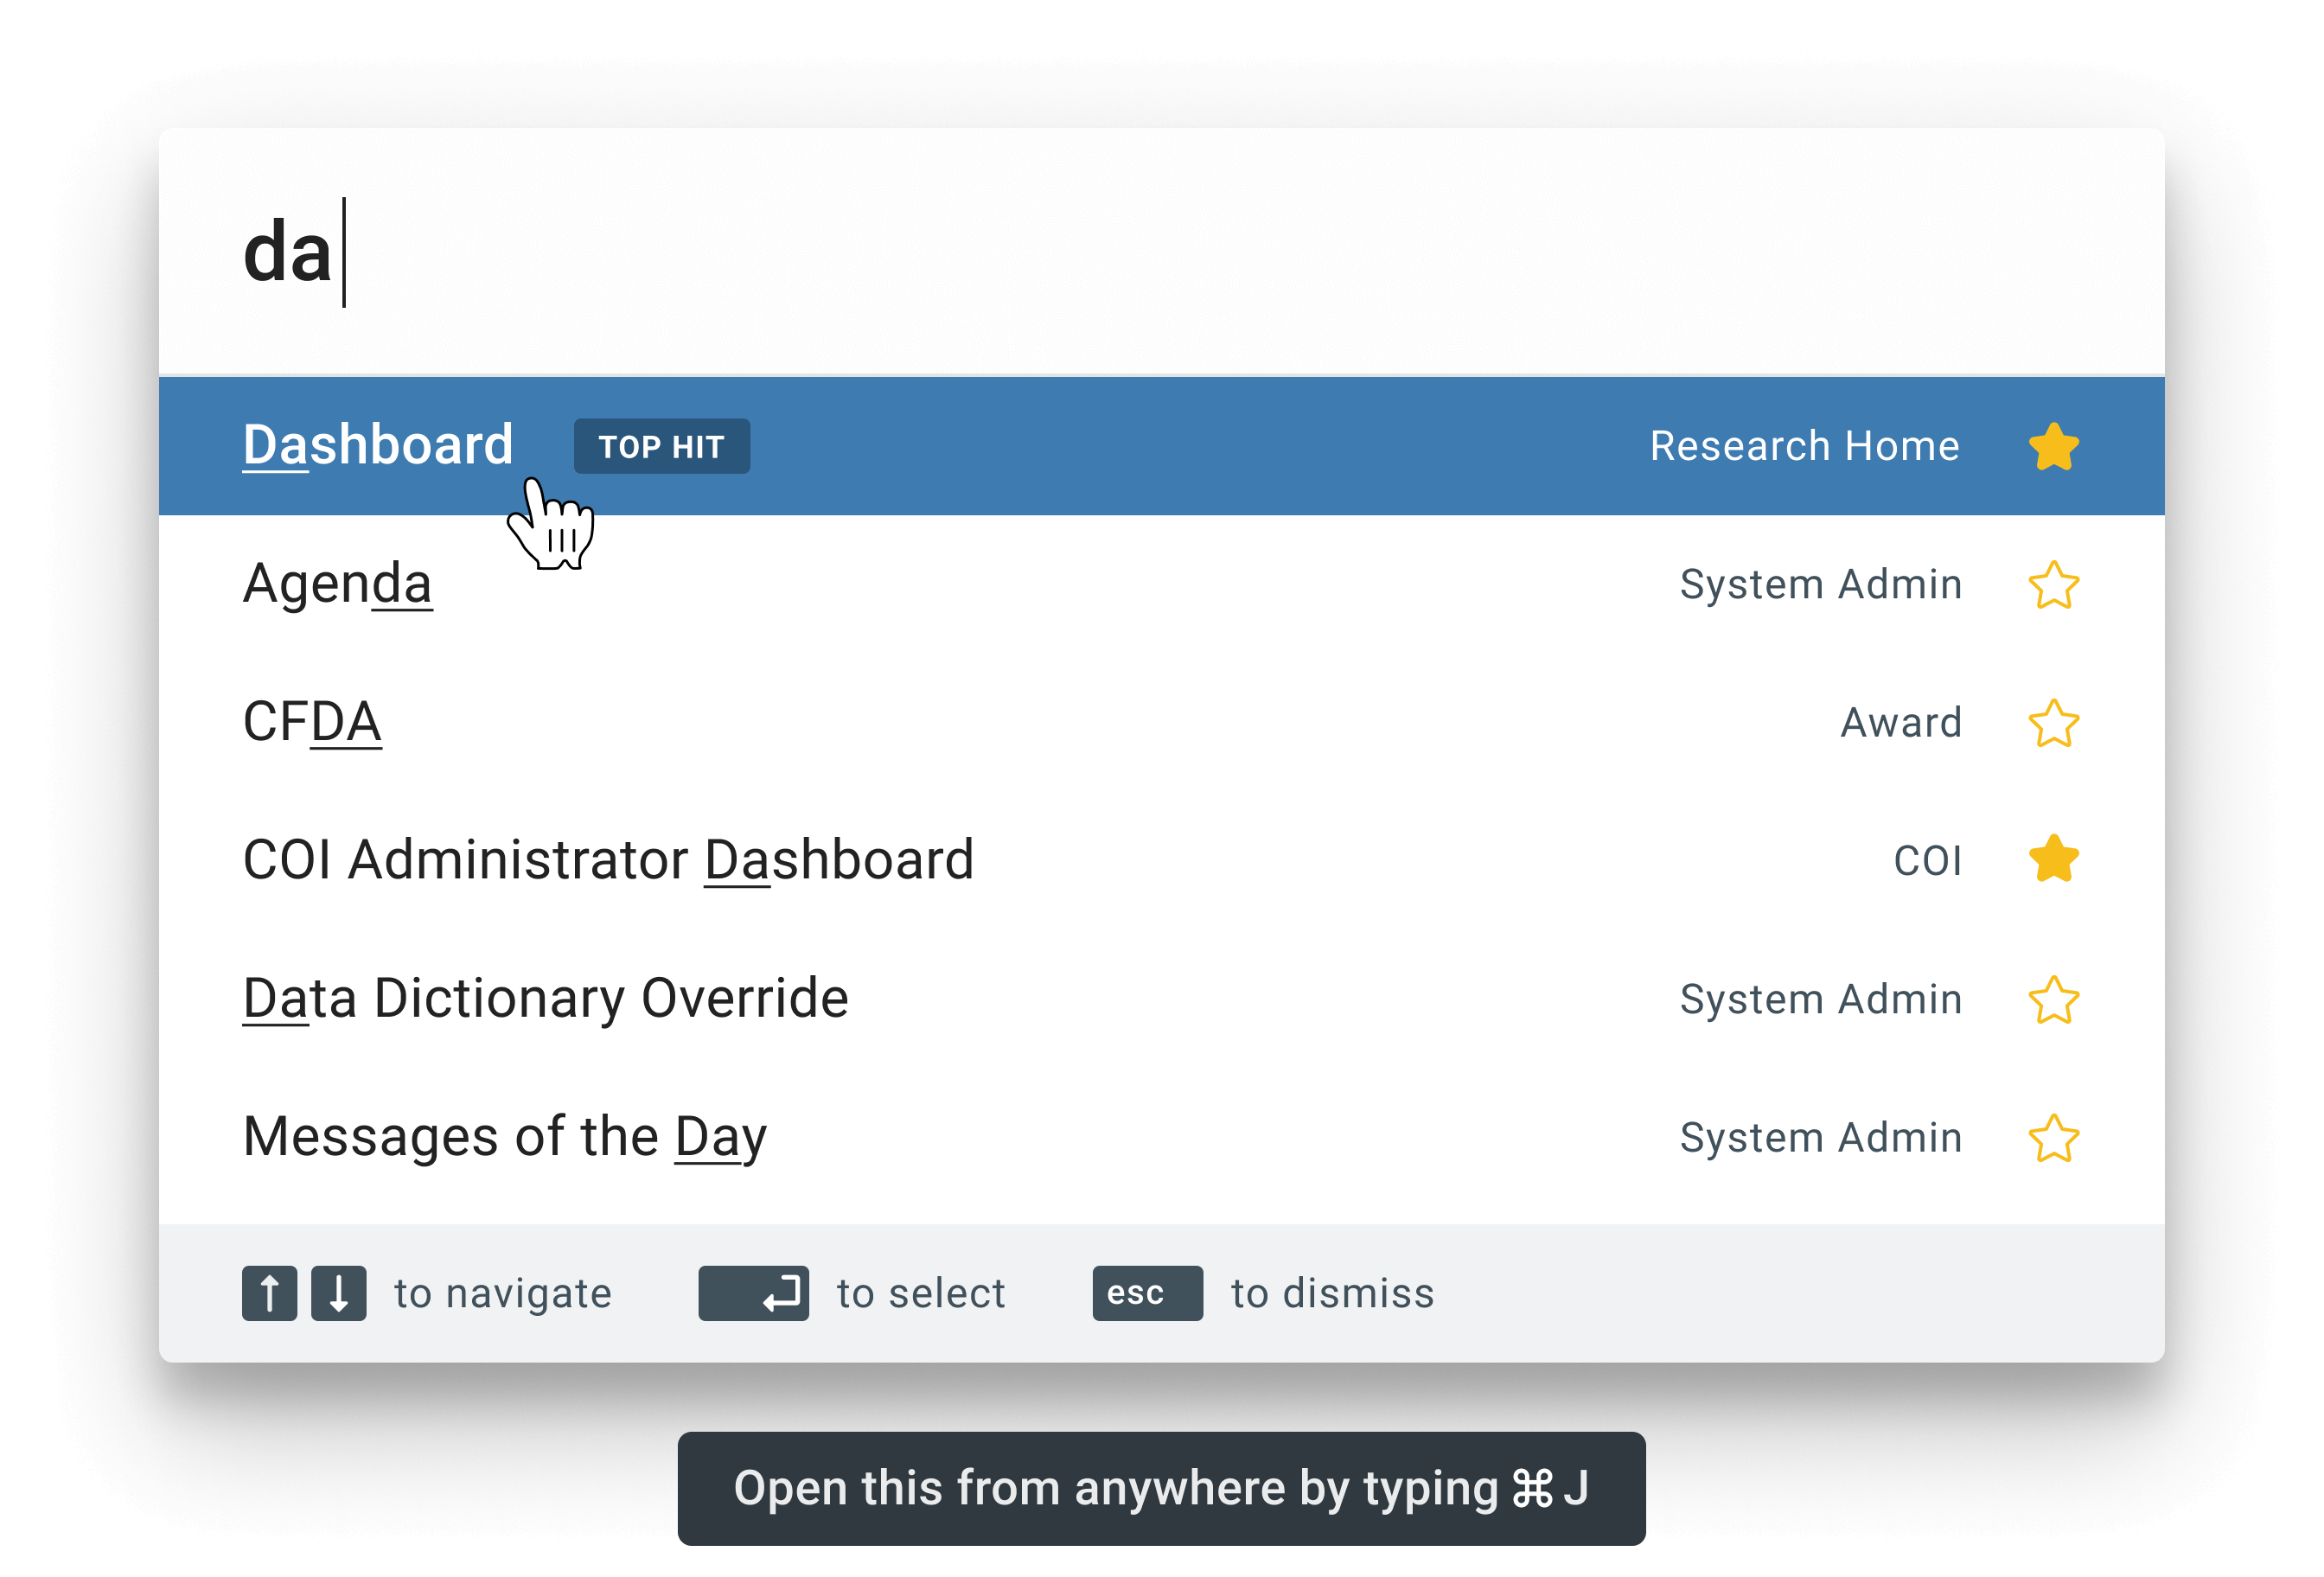 da
Dashboard TOP HIT Research Home
Agenda System Admin
CFDA Award
COI Administrator Dashboard COI
Data Dictionary Override System Admin
Messages of the Day System Admin
↑ ↓ to navigate ↵ to select esc to dismiss
Open this from anywhere by typing ⌘ J